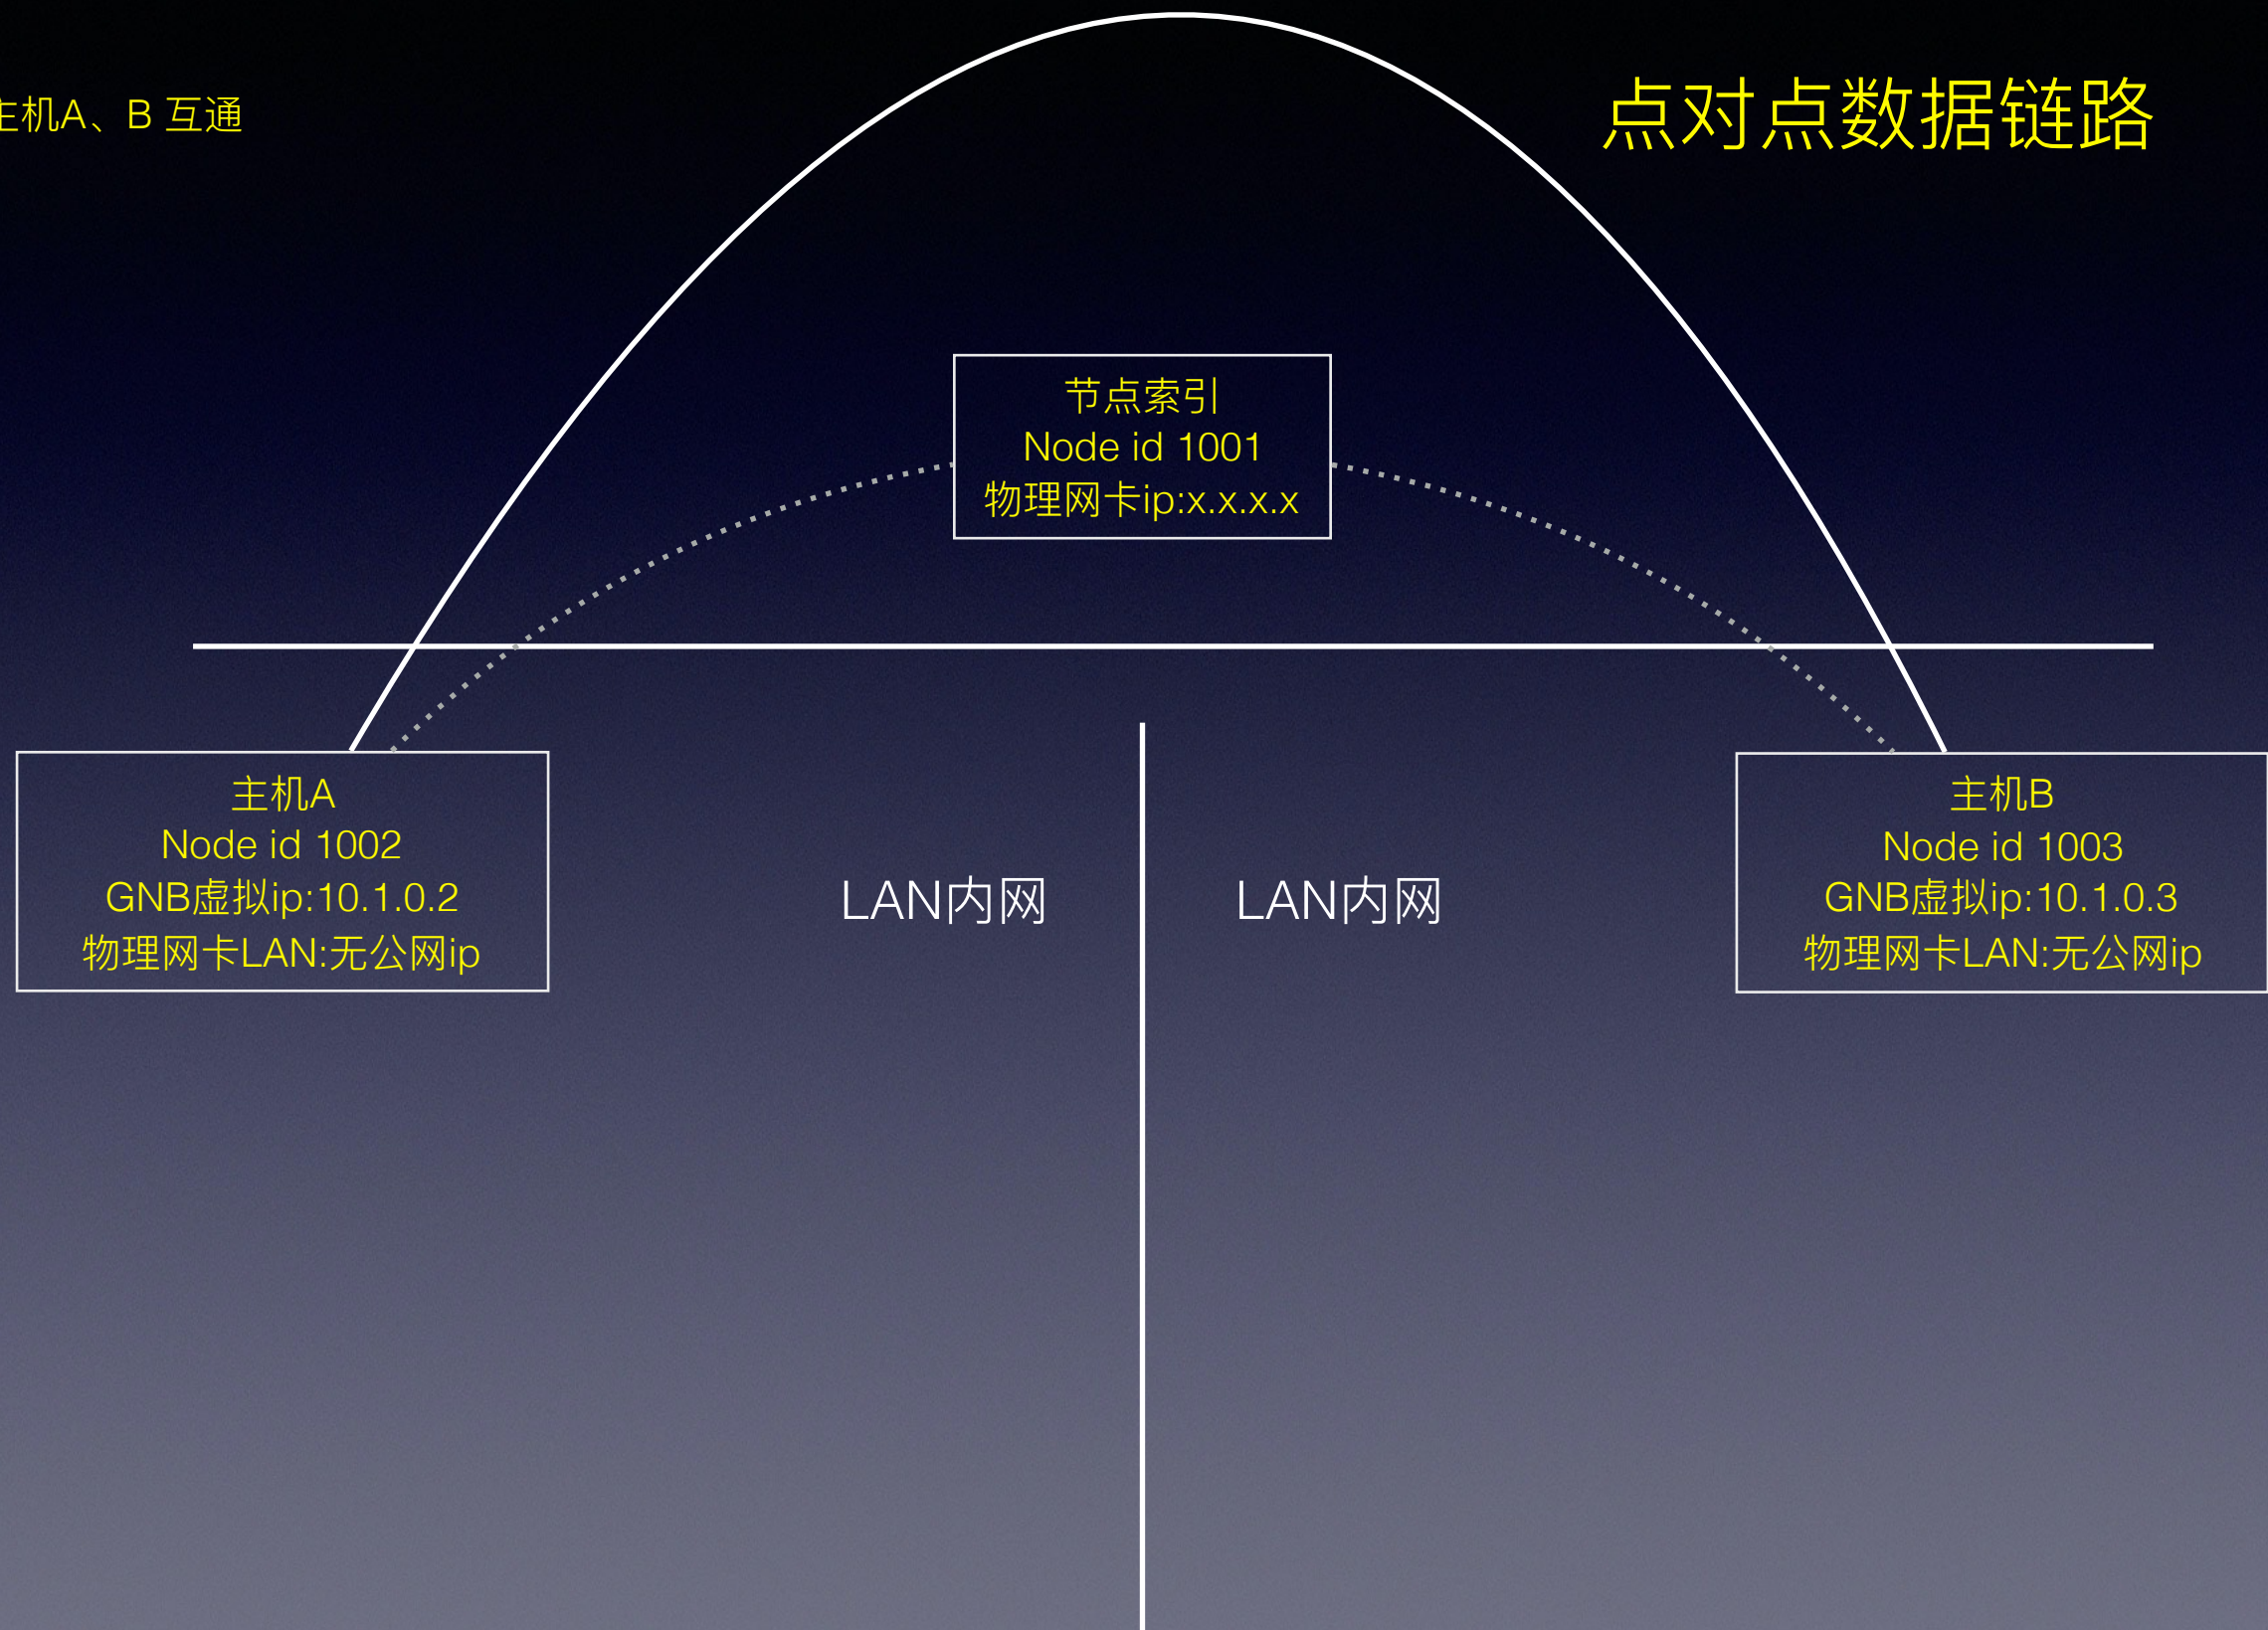 主机A、B 互通
点对点数据链路
节点索引
Node id 1001
物理网卡ip:x.x.x.x
主机A
Node id 1002
GNB虚拟ip:10.1.0.2
物理网卡LAN:无公网ip
LAN内网
LAN内网
主机B
Node id 1003
GNB虚拟ip:10.1.0.3
物理网卡LAN:无公网ip